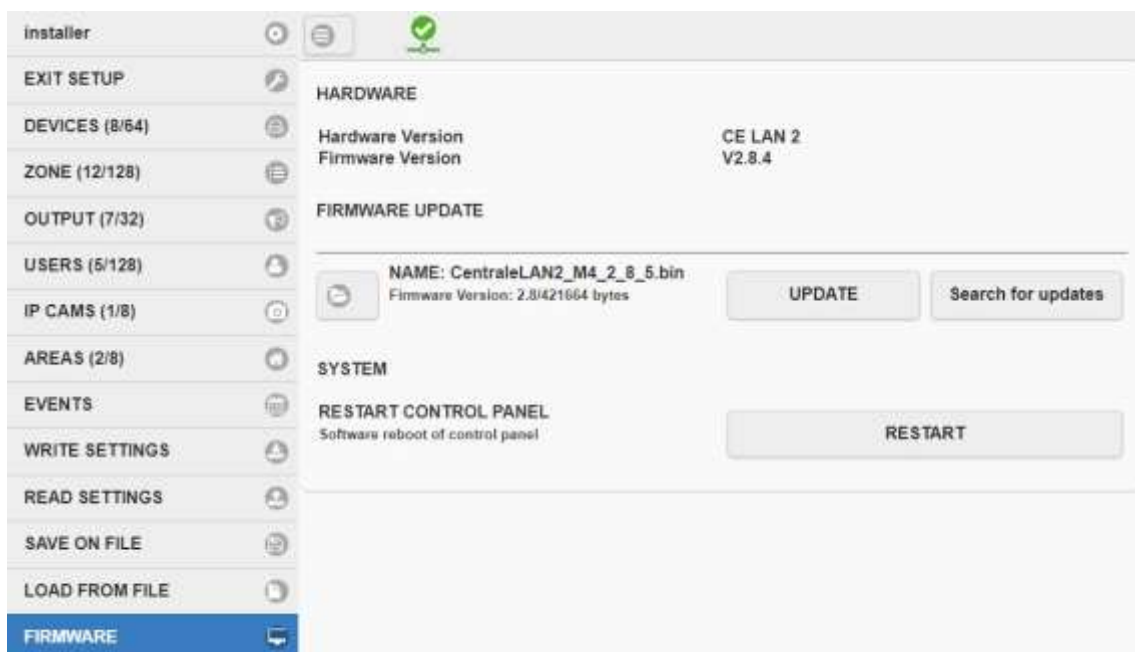 installer
EXIT SETUP
DEVICES (8/64)
ZONE (12/128)
OUTPUT (7/32)
USERS (5/128)
IP CAMS (1/8)
AREAS (2/8)
EVENTS
WRITE SETTINGS
READ SETTINGS
SAVE ON FILE
LOAD FROM FILE
FIRMWARE
HARDWARE
Hardware Version CE LAN 2
Firmware Version V2.8.4
FIRMWARE UPDATE
NAME: CentraleLAN2_M4_2_8_5.bin
Firmware Version: 2.8/421664 bytes
UPDATE
Search for updates
SYSTEM
RESTART CONTROL PANEL
Software reboot of control panel
RESTART